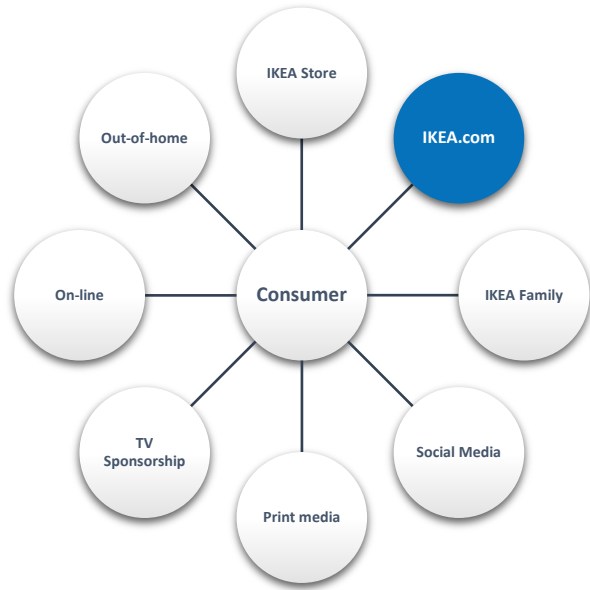 IKEA Store
Out-of-home
IKEA.com
On-line
Consumer
IKEA Family
TV
Sponsorship
Social Media
Print media